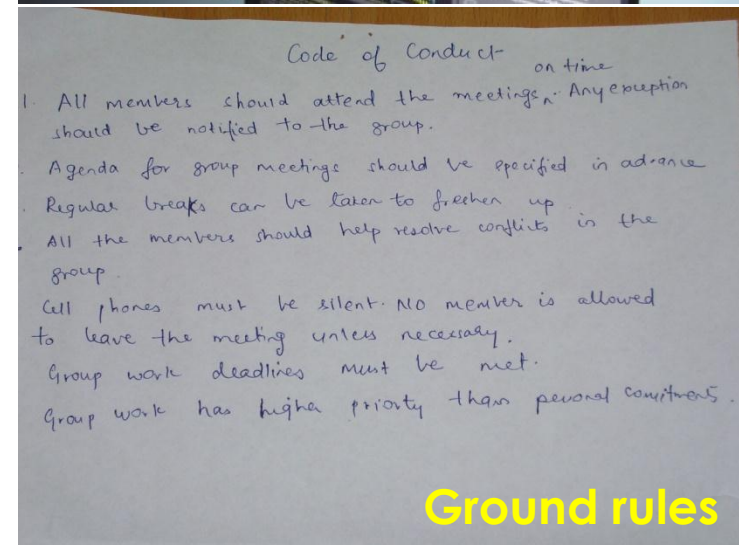 Code of Conduct
on time
1. All members should attend the meetings^. Any exception
should be notified to the group.
. Agenda for group meetings should be specified in advance
. Regular breaks can be taken to freshen up
. All the members should help resolve conflicts in the
group.
Cell phones must be silent. No member is allowed
to leave the meeting unless necessary.
Group work deadlines must be met.
Group work has higher priority than personal comitments.
Ground rules